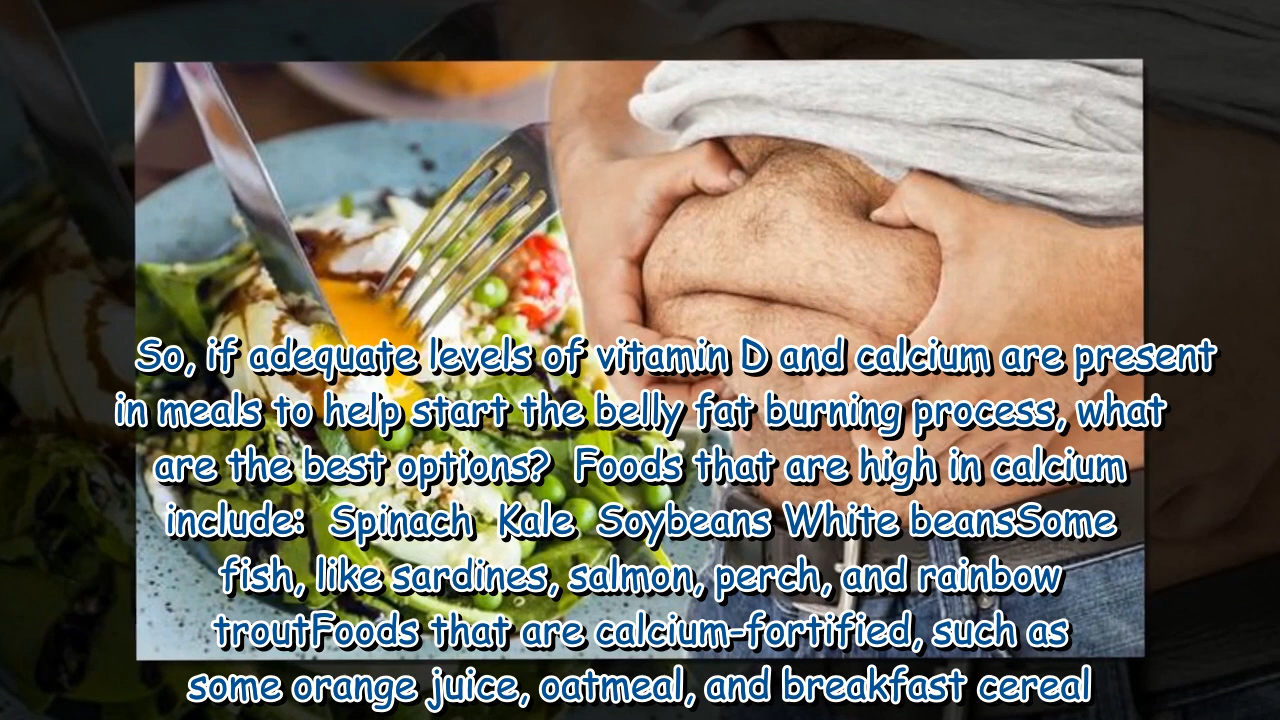 So, if adequate levels of vitamin D and calcium are present
in meals to help start the belly fat burning process, what
are the best options?  Foods that are high in calcium
include:  Spinach  Kale  Soybeans White beansSome
fish, like sardines, salmon, perch, and rainbow
troutFoods that are calcium-fortified, such as
some orange juice, oatmeal, and breakfast cereal